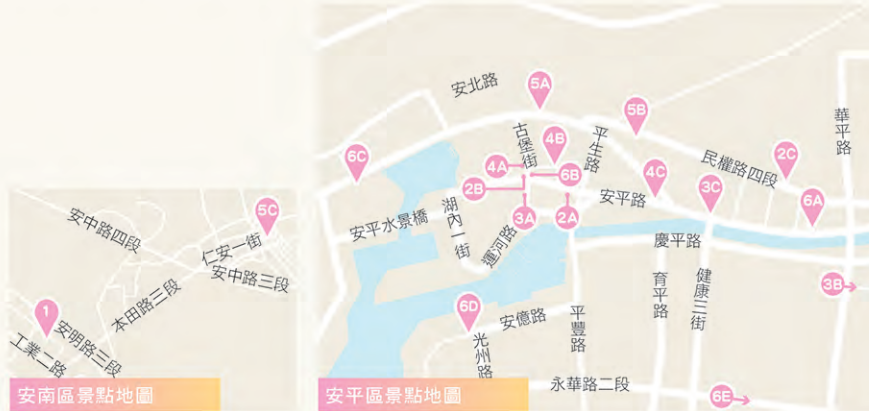 安中路四段
5C
仁安一街
安中路三段
本田路三段
1
安明路三段
工業二路
安南區景點地圖
安北路
5A
5B
華平路
古堡街
4B
平生路
民權路四段
2C
6C
4A
6B
4C
3C
2B
安平路
6A
湖內一街
3A
2A
安平水景橋
運河路
慶平路
育平路
健康三街
3B
6D
安億路
平豐路
光州路
永華路二段
6E
安平區景點地圖